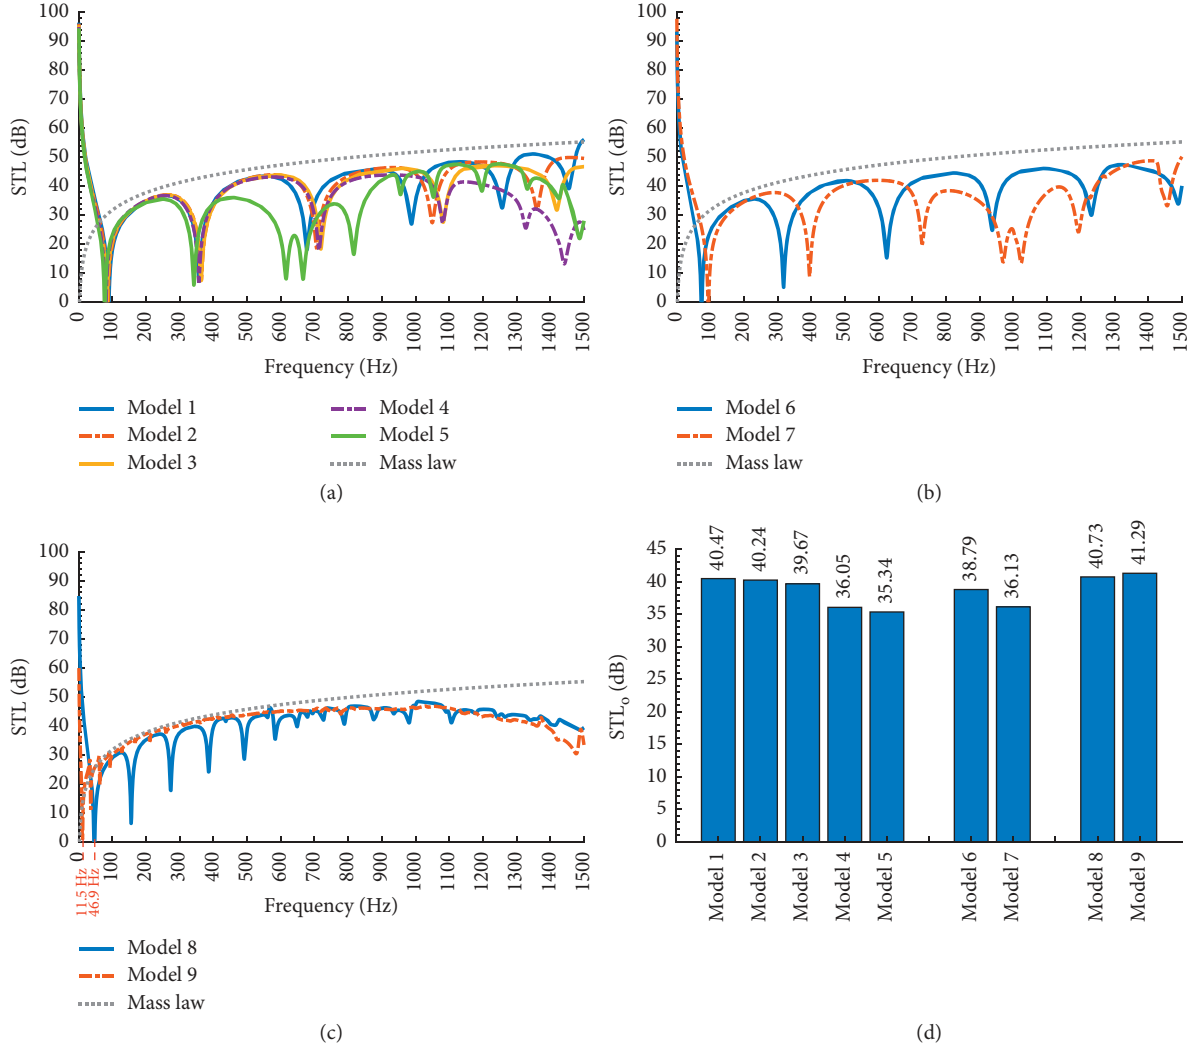 100
90
80
70
60
50
40
30
20
10
0
STL (dB)
0 100 200 300 400 500 600 700 800 900 1000 1100 1200 1300 1400 1500
Frequency (Hz)
Model 1
Model 2
Model 3
Model 4
Model 5
Mass law
(a)
100
90
80
70
60
50
40
30
20
10
0
STL (dB)
0 100 200 300 400 500 600 700 800 900 1000 1100 1200 1300 1400 1500
Frequency (Hz)
Model 6
Model 7
Mass law
(b)
100
90
80
70
60
50
40
30
20
10
0
STL (dB)
0 100 200 300 400 500 600 700 800 900 1000 1100 1200 1300 1400 1500
11.5 Hz
46.9 Hz
Frequency (Hz)
Model 8
Model 9
Mass law
(c)
45
40
35
30
25
20
15
10
5
0
STLo (dB)
40.47 40.24 39.67 36.05 35.34 38.79 36.13 40.73 41.29
Model 1 Model 2 Model 3 Model 4 Model 5 Model 6 Model 7 Model 8 Model 9
(d)